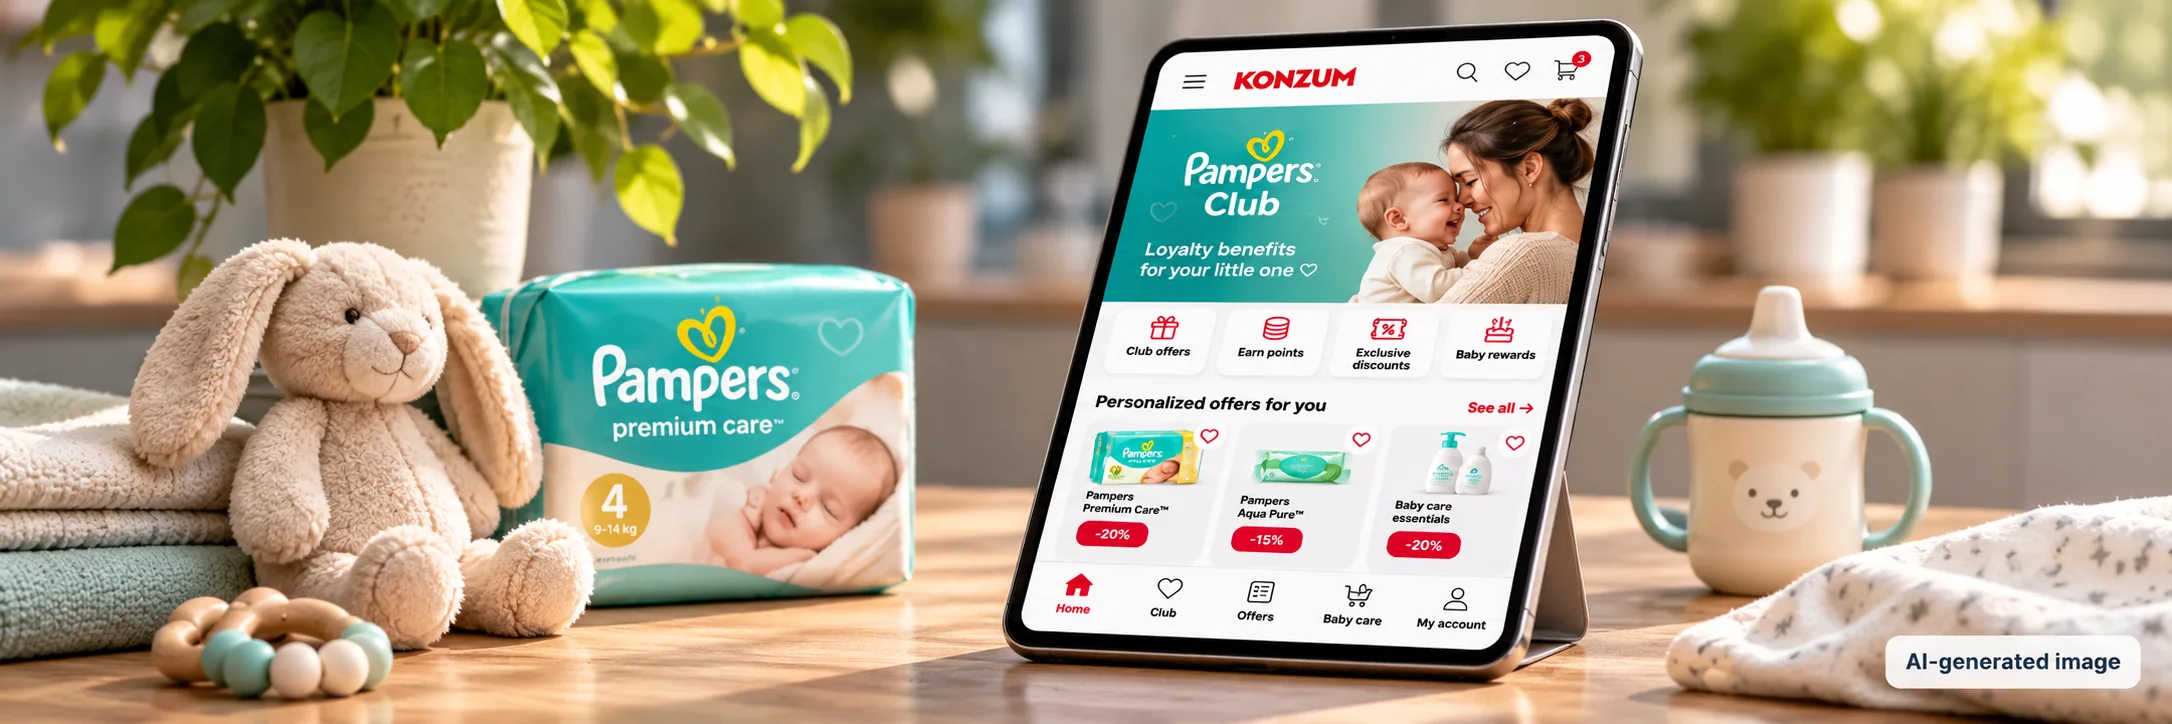 Pampers
premium care™
4
9-14 kg
KONZUM
3
Pampers
Club
Loyalty benefits
for your little one
Club offers
Earn points
Exclusive
discounts
Baby rewards
Personalized offers for you
See all →
Pampers
Pampers
Premium Care™
-20%
Pampers
Aqua Pure™
-15%
Baby care
essentials
-20%
Home
Club
Offers
Baby care
My account
AI-generated image